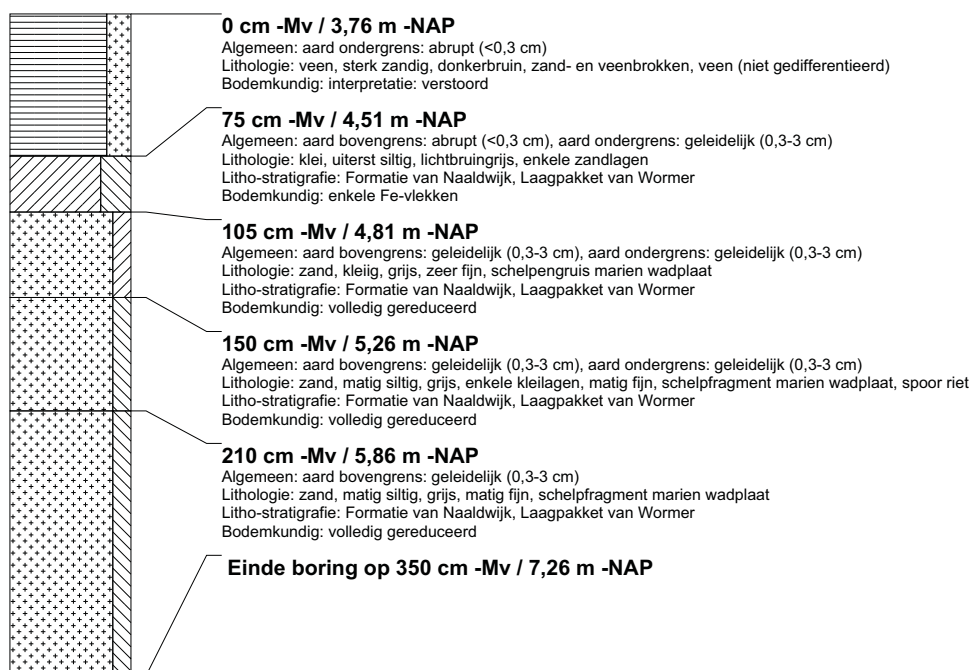 0 cm -Mv / 3,76 m -NAP
Algemeen: aard ondergrens: abrupt (<0,3 cm)
Lithologie: veen, sterk zandig, donkerbruin, zand- en veenbrokken, veen (niet gedifferentieerd)
Bodemkundig: interpretatie: verstoord
75 cm -Mv / 4,51 m -NAP
Algemeen: aard bovengrens: abrupt (<0,3 cm), aard ondergrens: geleidelijk (0,3-3 cm)
Lithologie: klei, uiterst siltig, lichtbruingrijs, enkele zandlagen
Litho-stratigrafie: Formatie van Naaldwijk, Laagpakket van Wormer
Bodemkundig: enkele Fe-vlekken
105 cm -Mv / 4,81 m -NAP
Algemeen: aard bovengrens: geleidelijk (0,3-3 cm), aard ondergrens: geleidelijk (0,3-3 cm)
Lithologie: zand, kleiig, grijs, zeer fijn, schelpengruis marien wadplaat
Litho-stratigrafie: Formatie van Naaldwijk, Laagpakket van Wormer
Bodemkundig: volledig gereduceerd
150 cm -Mv / 5,26 m -NAP
Algemeen: aard bovengrens: geleidelijk (0,3-3 cm), aard ondergrens: geleidelijk (0,3-3 cm)
Lithologie: zand, matig siltig, grijs, enkele kleilagen, matig fijn, schelpfragment marien wadplaat, spoor riet
Litho-stratigrafie: Formatie van Naaldwijk, Laagpakket van Wormer
Bodemkundig: volledig gereduceerd
210 cm -Mv / 5,86 m -NAP
Algemeen: aard bovengrens: geleidelijk (0,3-3 cm)
Lithologie: zand, matig siltig, grijs, matig fijn, schelpfragment marien wadplaat
Litho-stratigrafie: Formatie van Naaldwijk, Laagpakket van Wormer
Bodemkundig: volledig gereduceerd
Einde boring op 350 cm -Mv / 7,26 m -NAP